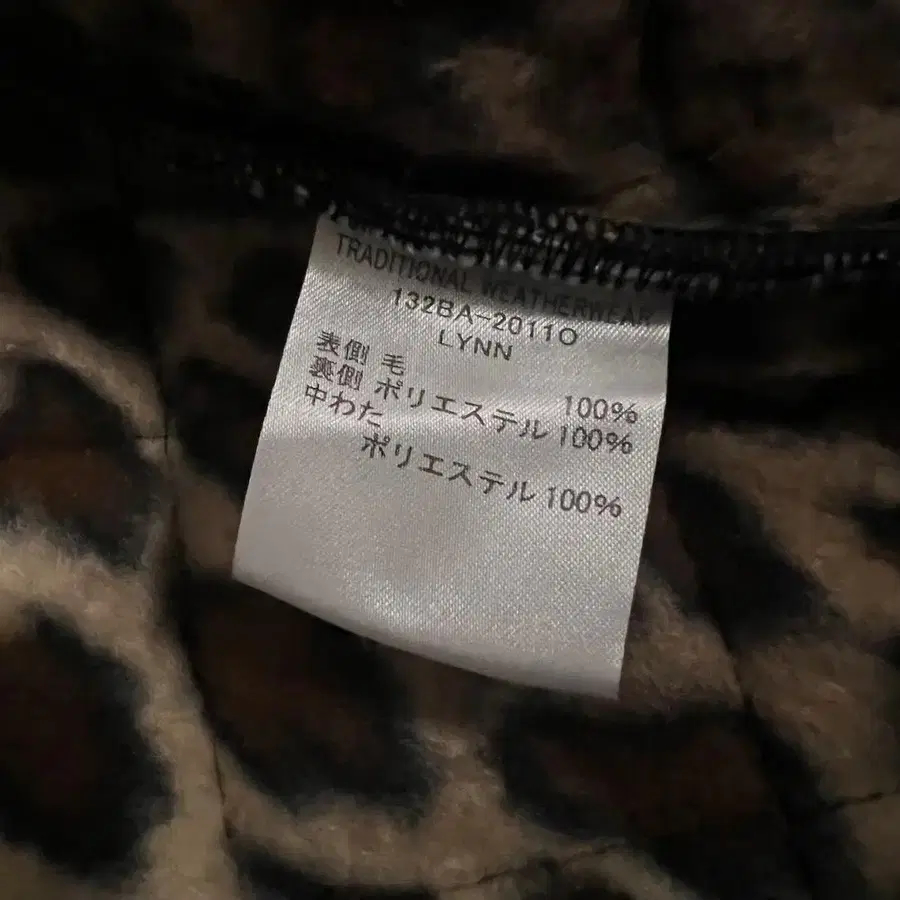 TRADITIONAL WEATHERWEAR
132BA-2011O
LYNN
表側 毛 100%
裏側 ポリエステル 100%
中わた
ポリエステル 100%